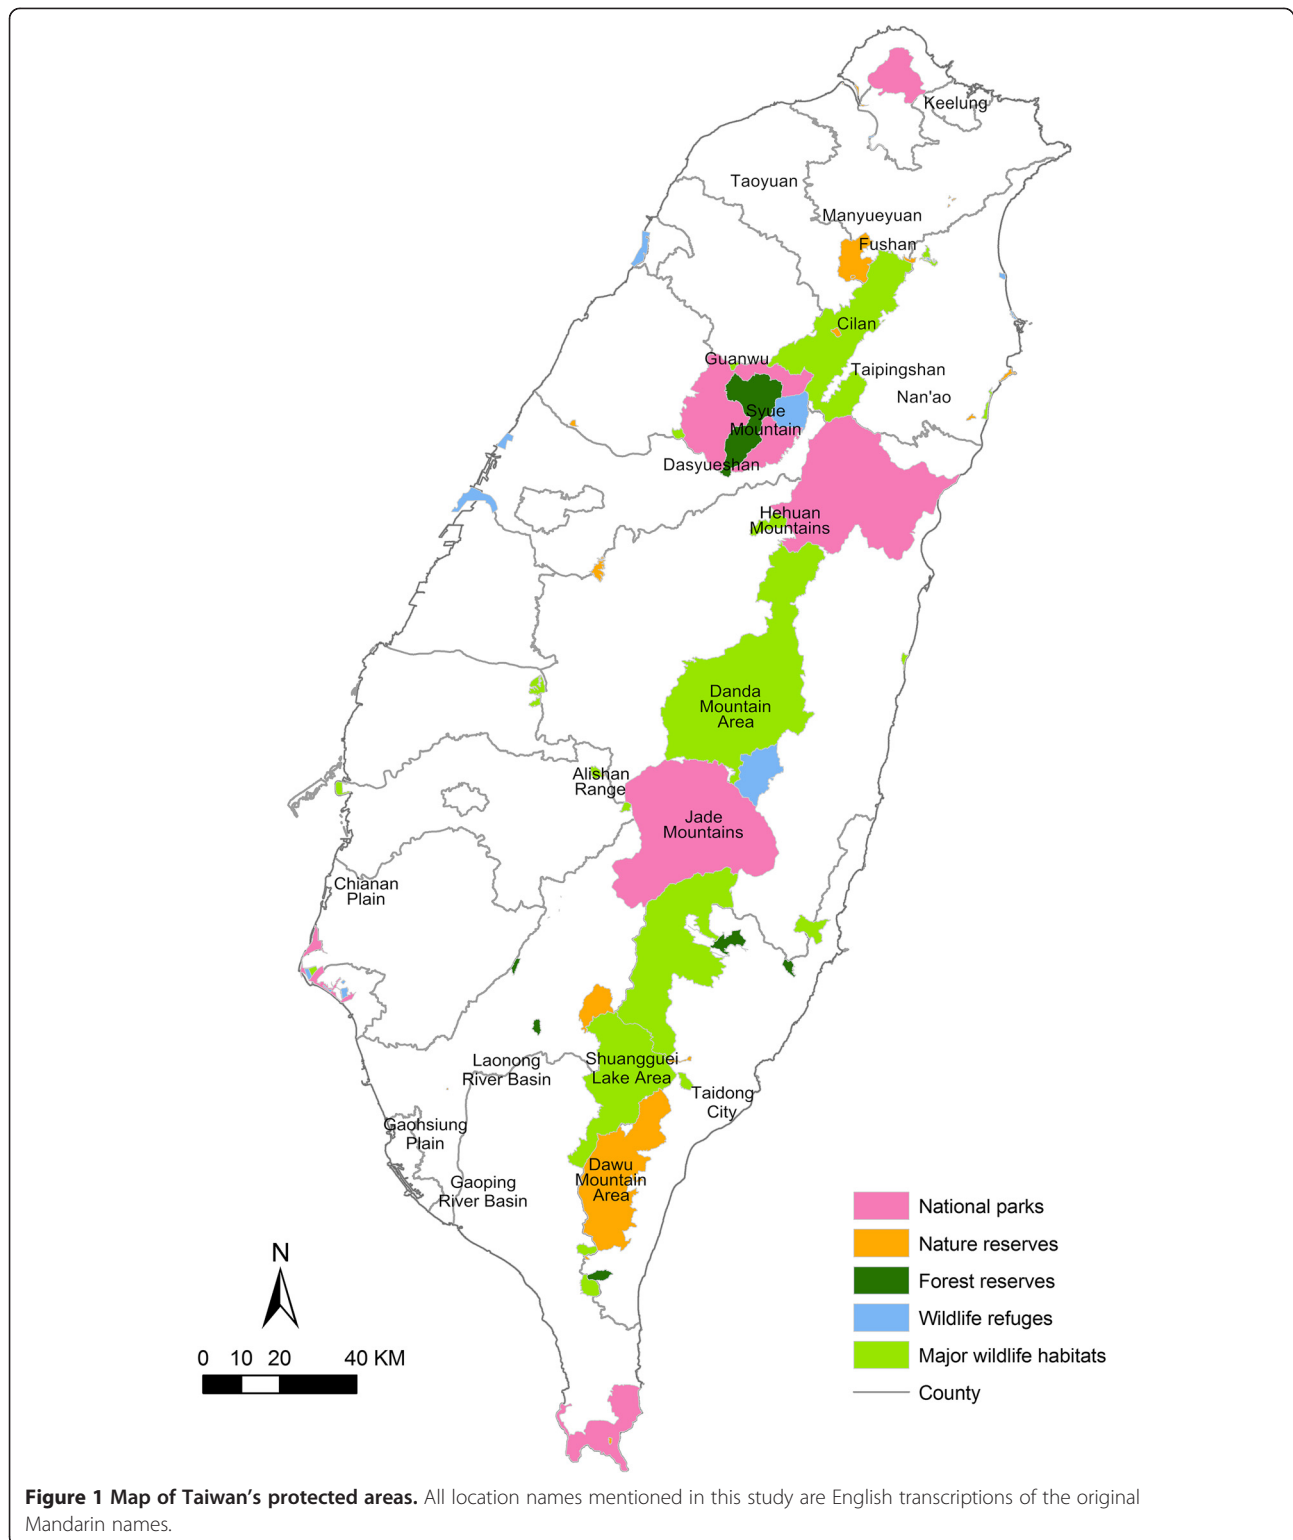 Keelung
Taoyuan
Manyueyuan
Fushan
Cilan
Guanwu
Taipingshan
Nan'ao
Syue
Mountain
Dasyueshan
Hehuan
Mountains
Danda
Mountain
Area
Alishan
Range
Jade
Mountains
Chianan
Plain
Laonong
River Basin
Shuangguei
Lake Area
Taidong
City
Gaohsiung
Plain
Dawu
Mountain
Area
Gaoping
River Basin
National parks
Nature reserves
Forest reserves
Wildlife refuges
Major wildlife habitats
County
N
0 10 20 40 KM
Figure 1 Map of Taiwan's protected areas. All location names mentioned in this study are English transcriptions of the original
Mandarin names.